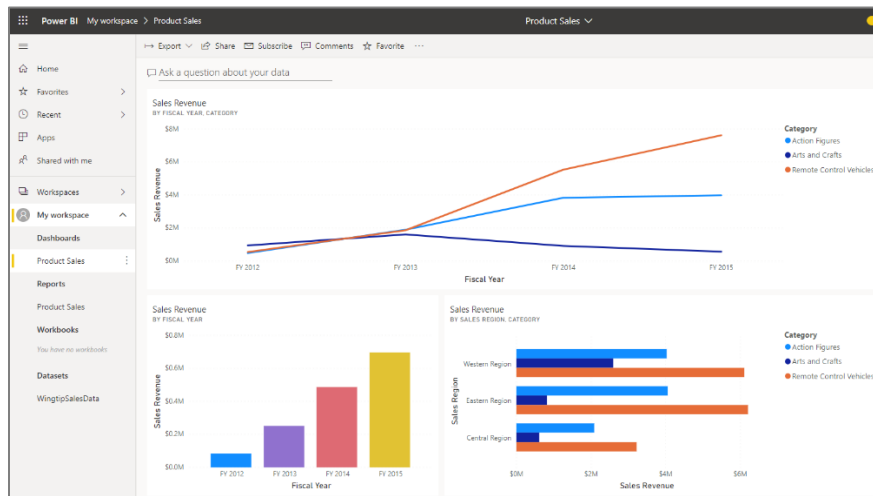 Power BI My workspace > Product Sales
Product Sales
Export Share Subscribe Comments Favorite ...
Ask a question about your data
Home
Favorites
Recent
Apps
Shared with me
Workspaces
My workspace
Dashboards
Product Sales
Reports
Product Sales
Workbooks
You have no workbooks
Datasets
WingtipSalesData
Sales Revenue
BY FISCAL YEAR, CATEGORY
$8M
$6M
$4M
$2M
$0M
Sales Revenue
FY 2012 FY 2013 FY 2014 FY 2015
Fiscal Year
Category
Action Figures
Arts and Crafts
Remote Control Vehicles
Sales Revenue
BY FISCAL YEAR
$0.8M
$0.6M
$0.4M
$0.2M
$0.0M
Sales Revenue
FY 2012 FY 2013 FY 2014 FY 2015
Fiscal Year
Sales Revenue
BY SALES REGION, CATEGORY
Sales Region
Western Region
Eastern Region
Central Region
$0M $2M $4M $6M
Sales Revenue
Category
Action Figures
Arts and Crafts
Remote Control Vehicles